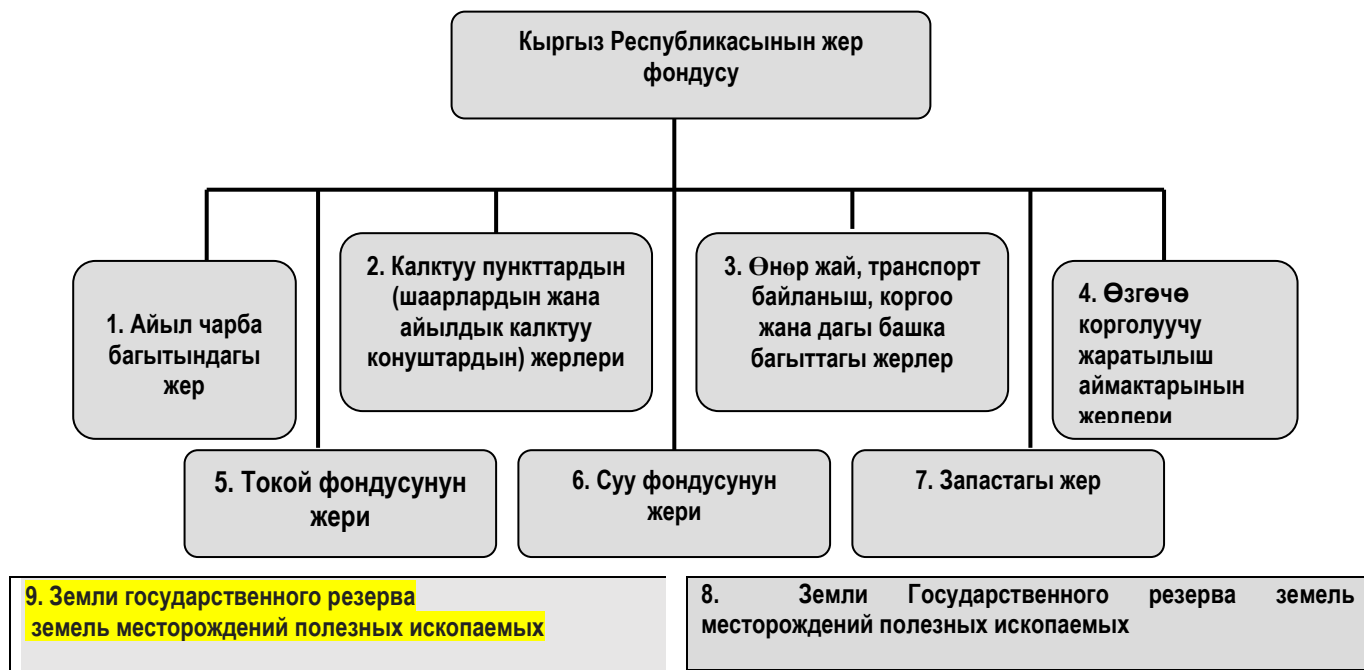 Кыргыз Республикасынын жер
фондусу
1. Айыл чарба
багытындагы
жер
2. Калктуу пункттардын
(шаарлардын жана
айылдык калктуу
конуштардын) жерлери
3. Өнөр жай, транспорт
байланыш, коргоо
жана дагы башка
багыттагы жерлер
4. Өзгөчө
корголуучу
жаратылыш
аймактарынын
жерлери
5. Токой фондусунун
жери
6. Суу фондусунун
жери
7. Запастагы жер
9. Земли государственного резерва
земель месторождений полезных ископаемых
8. Земли Государственного резерва земель
месторождений полезных ископаемых